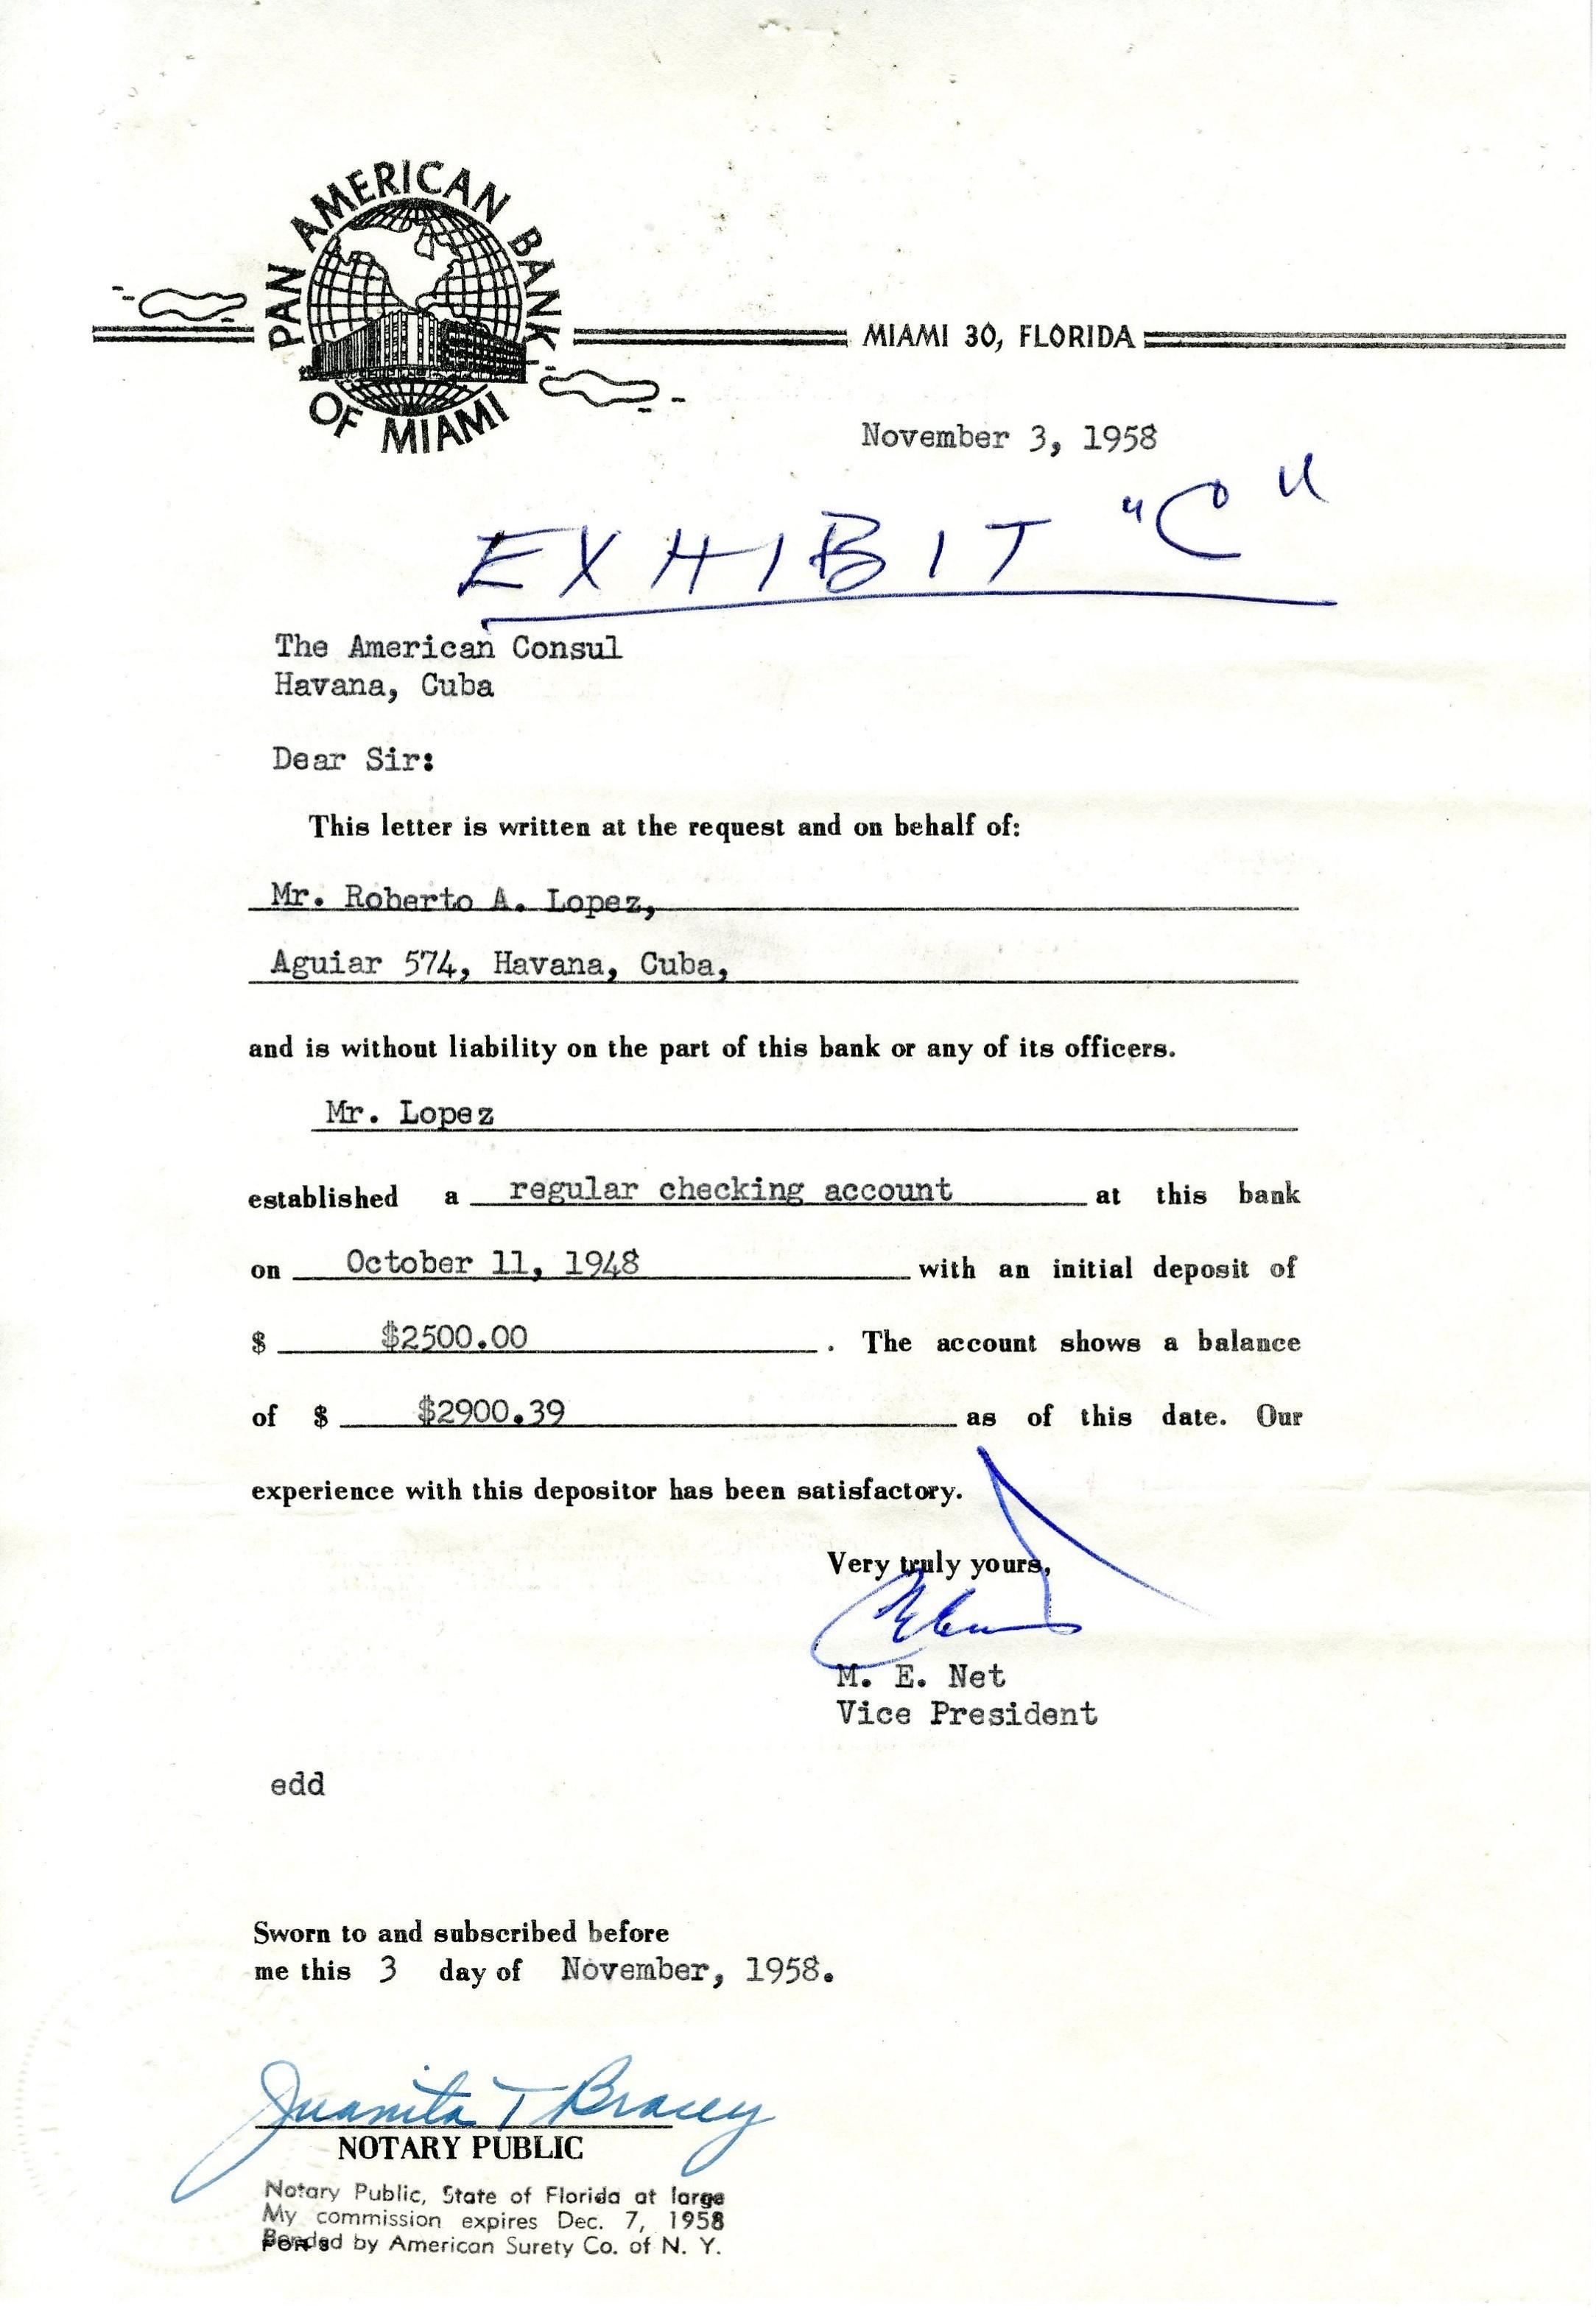 PAN AMERICAN BANK
OF MIAMI
MIAMI 30, FLORIDA
November 3, 1958
EXHIBIT "C"
The American Consul
Havana, Cuba
Dear Sir:
This letter is written at the request and on behalf of:
Mr. Roberto A. Lopez,
Aguiar 574, Havana, Cuba,
and is without liability on the part of this bank or any of its officers.
Mr. Lopez
established a regular checking account at this bank
on October 11, 1948 with an initial deposit of
$ $2500.00 . The account shows a balance
of $ $2900.39 as of this date. Our
experience with this depositor has been satisfactory.
Very truly yours,
M. E. Net
Vice President
edd
Sworn to and subscribed before
me this 3 day of November, 1958.
Juanita T Bracey
NOTARY PUBLIC
Notary Public, State of Florida at large
My commission expires Dec. 7, 1958
Bonded by American Surety Co. of N. Y.